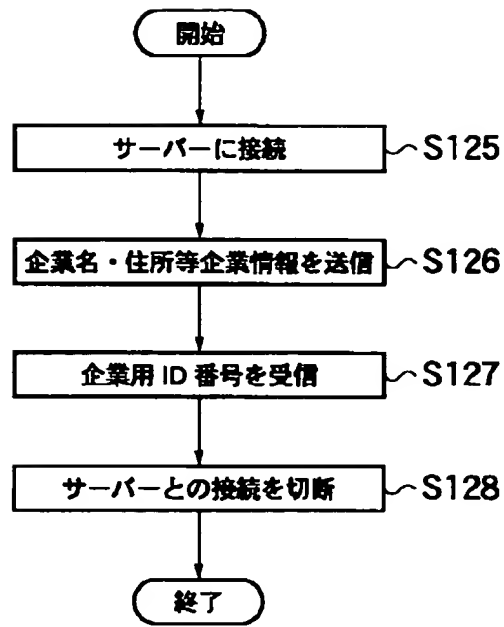 開始
サーバーに接続 S125
企業名・住所等企業情報を送信 S126
企業用 ID 番号を受信 S127
サーバーとの接続を切断 S128
終了